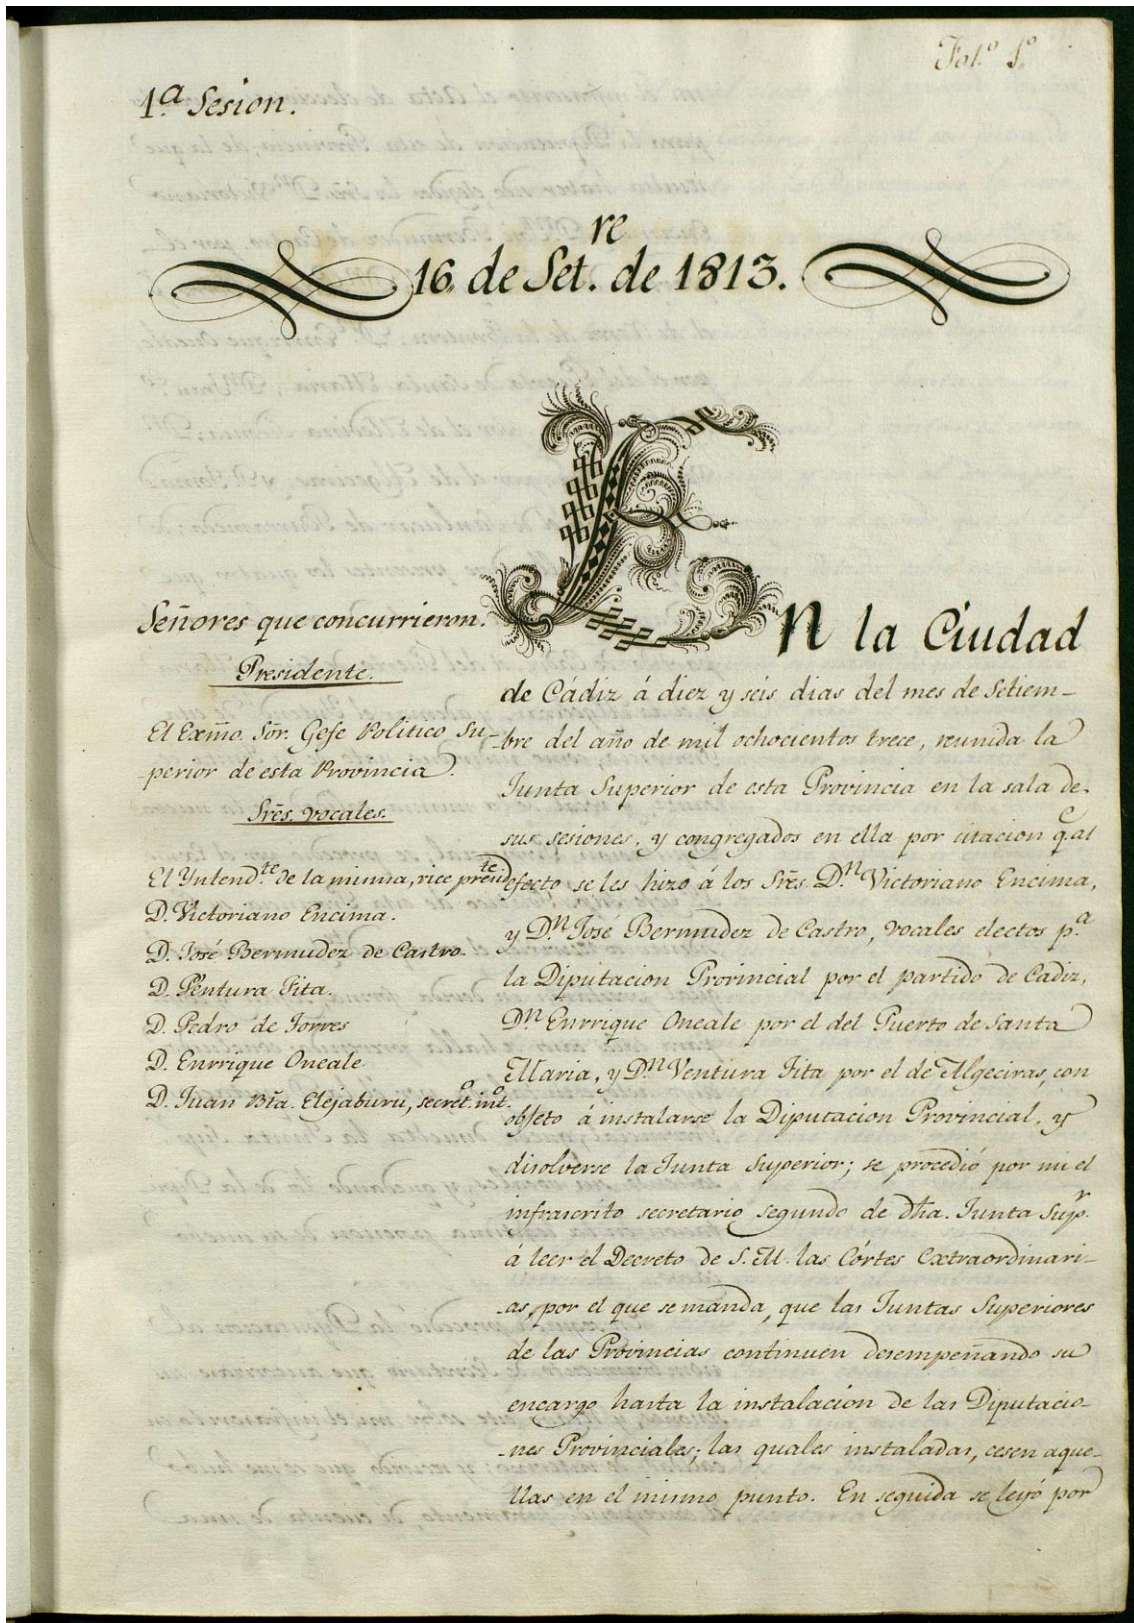 Fol.º 1.º
1.ª Sesion.
16. de Set.re de 1813.
Señores que concurrieron.
Presidente.
El Exmo. Sõr. Gefe Politico Su-
-perior de esta Provincia.
Sres. vocales.
El Yntend.te de la misma, vice presid.te
D. Victoriano Encima.
D. José Bermudez de Castro.
D. Ventura Fita.
D. Pedro de Torres
D. Enrrique Oneale.
D. Juan Bta. Elejaburu, secret.º int.º
En la Ciudad
de Cádiz á diez y séis dias del mes de Setiem-
-bre del año de mil ochocientos trece, reunida la
Junta Superior de esta Provincia en la sala de
sus sesiones, y congregados en ella por citacion q.e al
efecto se les hizo á los Sres. D.n Victoriano Encima,
y D.n José Bermudez de Castro, vocales electos p.a
la Diputacion Provincial por el partido de Cadiz,
D.n Enrrique Oneale por el del Puerto de Santa
Maria, y D.n Ventura Fita por el de Algeciras, con
objeto á instalarse la Diputacion Provincial, y
disolverse la Junta Superior; se procedió por mi el
infrascrito secretario segundo de dha. Junta Sup.r
á leer el Decreto de S. M. las Córtes Extraordinari-
-as, por el que se manda, que las Juntas Superiores
de las Provincias continuen desempeñando su
encargo hasta la instalacion de las Diputacio-
-nes Provinciales; las quales instaladas, cesen aque-
llas en el mismo punto. En seguida se leyó por